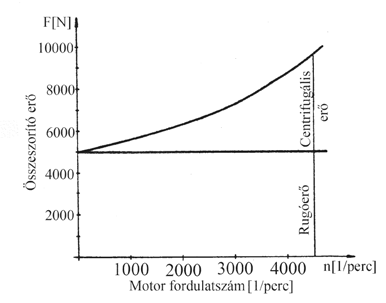 F[N]
10000
8000
6000
4000
2000
Összeszorító erő
Centrifugális
erő
Rugóerő
1000 2000 3000 4000 n[1/perc]
Motor fordulatszám [1/perc]